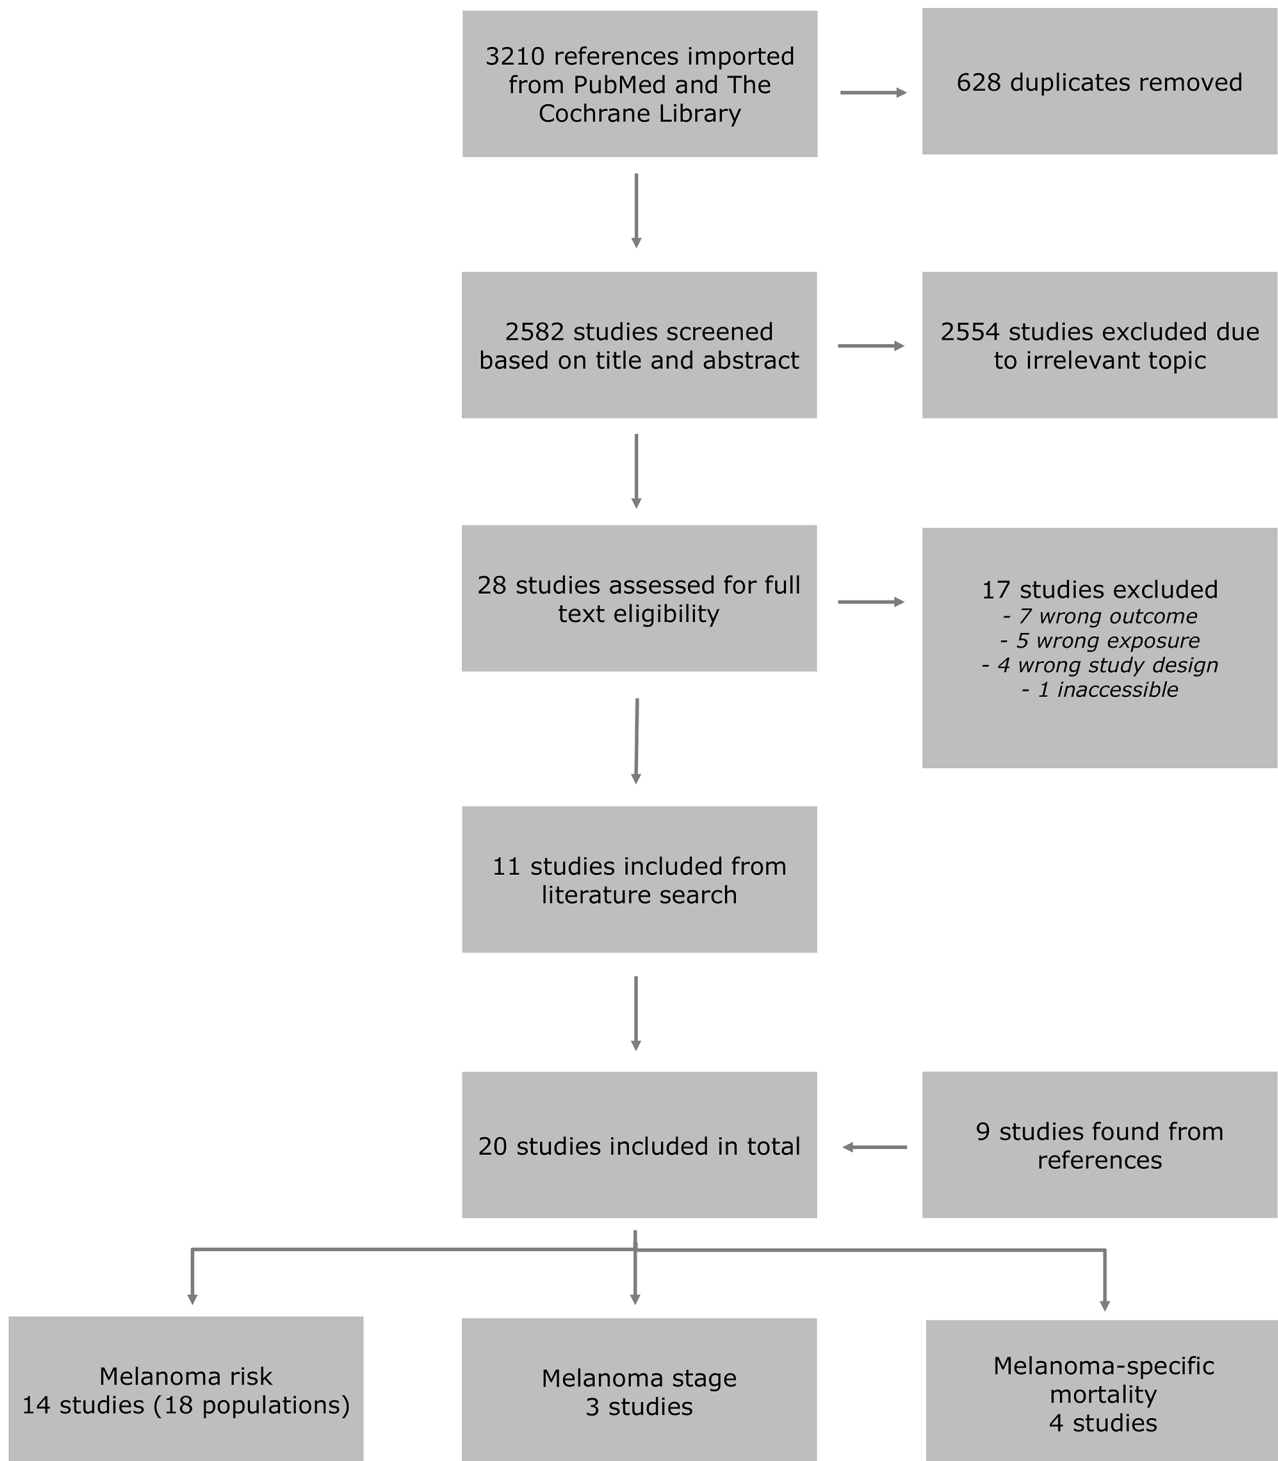 3210 references imported
from PubMed and The
Cochrane Library
628 duplicates removed
2582 studies screened
based on title and abstract
2554 studies excluded due
to irrelevant topic
28 studies assessed for full
text eligibility
17 studies excluded
- 7 wrong outcome
- 5 wrong exposure
- 4 wrong study design
- 1 inaccessible
11 studies included from
literature search
20 studies included in total
9 studies found from
references
Melanoma risk
14 studies (18 populations)
Melanoma stage
3 studies
Melanoma-specific
mortality
4 studies